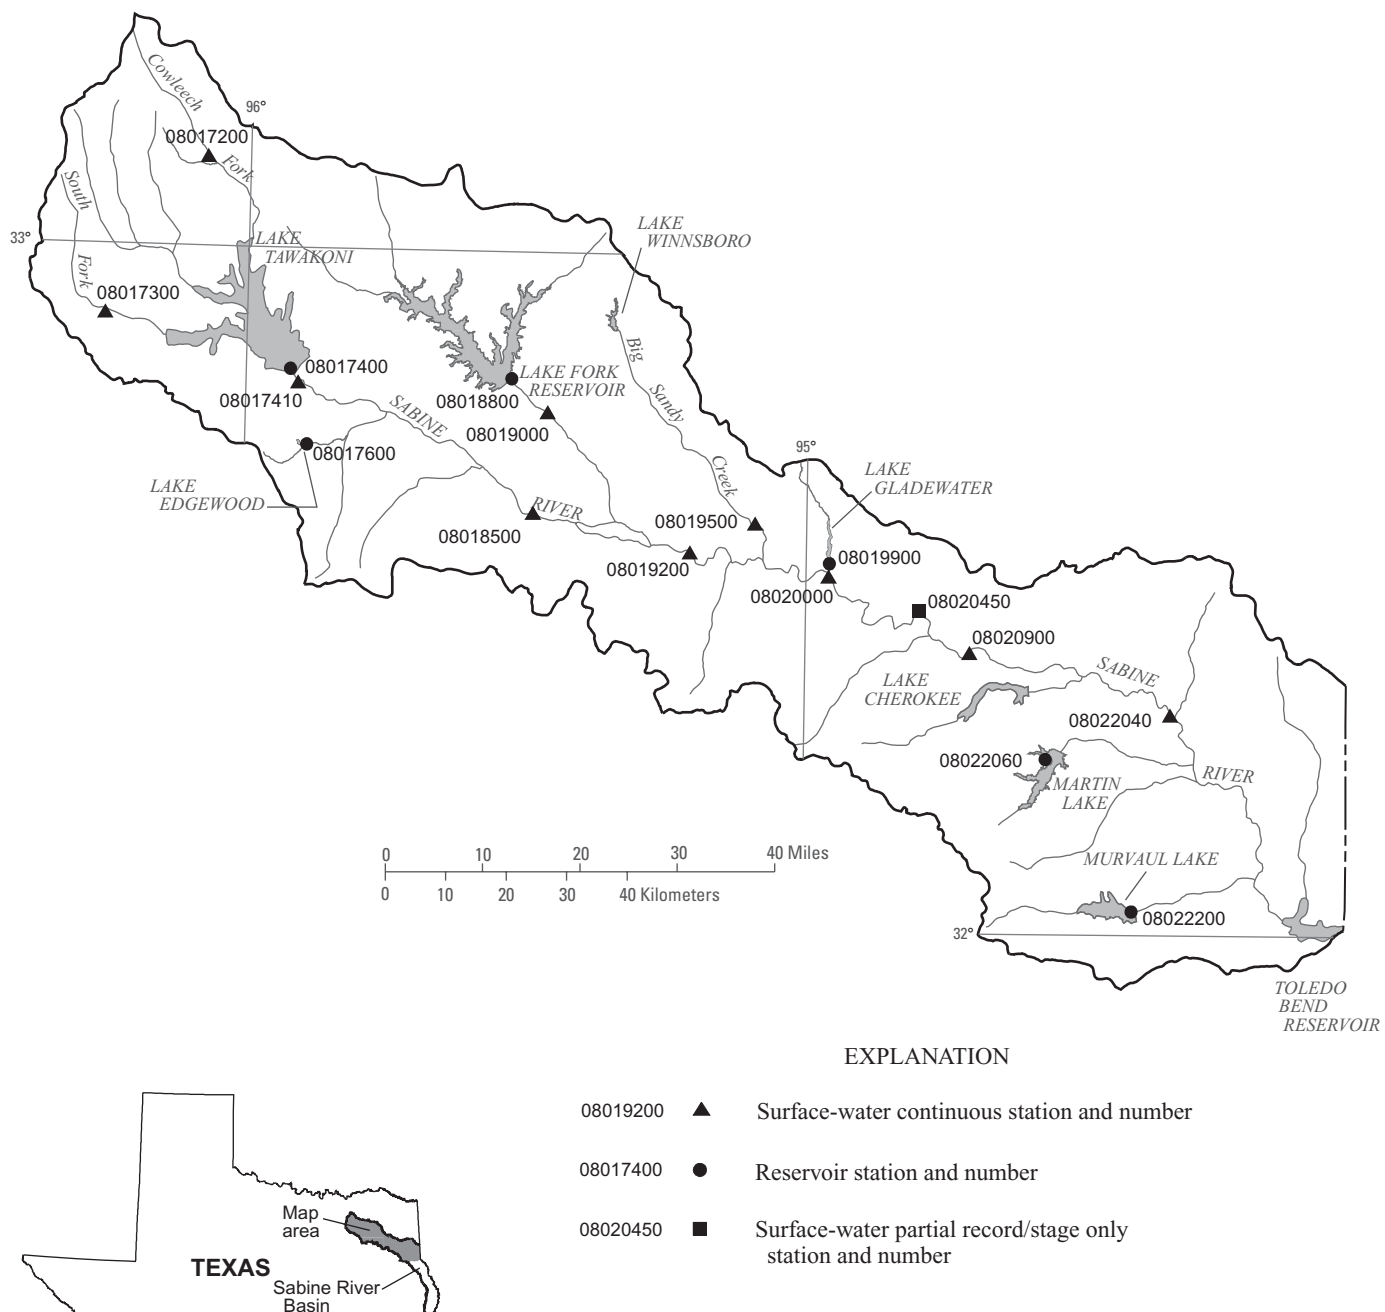 Cowleech
96°
08017200
Fork
South
33°
LAKE
TAWAKONI
LAKE
WINNSBORO
Fork
08017300
Big
08017400
LAKE FORK
RESERVOIR
08017410
08018800
SABINE
Sandy
08019000
95°
08017600
LAKE
GLADEWATER
LAKE
EDGEWOOD
Creek
RIVER
08019500
08018500
08019900
08019200
08020000
08020450
08020900
SABINE
LAKE
CHEROKEE
08022040
08022060
RIVER
MARTIN
LAKE
0 10 20 30 40 Miles
0 10 20 30 40 Kilometers
MURVAUL LAKE
08022200
32°
TOLEDO
BEND
RESERVOIR
EXPLANATION
08019200 Surface-water continuous station and number
08017400 Reservoir station and number
08020450 Surface-water partial record/stage only
station and number
Map
area
TEXAS
Sabine River
Basin